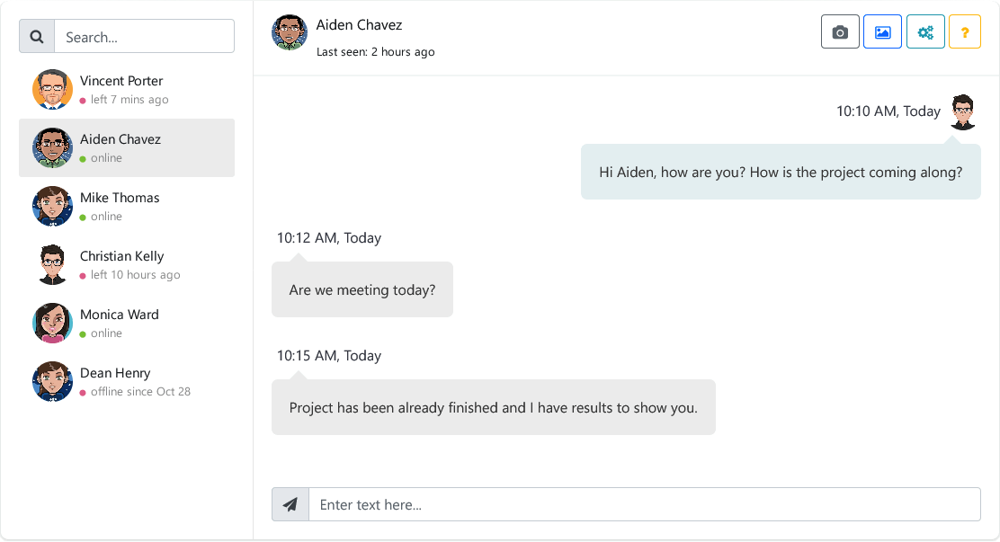 Search...
Vincent Porter
left 7 mins ago
Aiden Chavez
online
Mike Thomas
online
Christian Kelly
left 10 hours ago
Monica Ward
online
Dean Henry
offline since Oct 28
Aiden Chavez
Last seen: 2 hours ago
?
10:10 AM, Today
Hi Aiden, how are you? How is the project coming along?
10:12 AM, Today
Are we meeting today?
10:15 AM, Today
Project has been already finished and I have results to show you.
Enter text here...